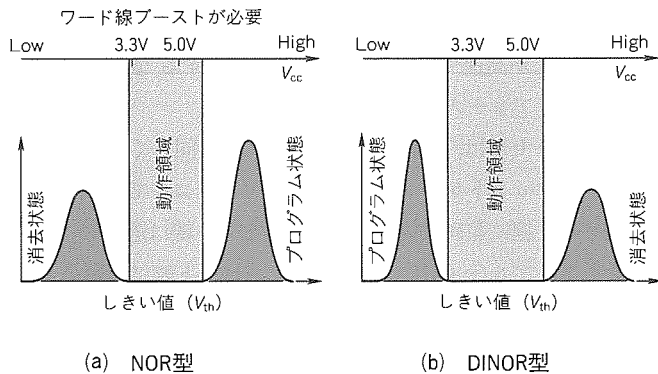 ワード線ブーストが必要
Low 3.3V 5.0V High
Vcc
消去状態
動作領域
プログラム状態
しきい値 (Vth)
(a) NOR型
Low 3.3V 5.0V High
Vcc
プログラム状態
動作領域
消去状態
しきい値 (Vth)
(b) DINOR型